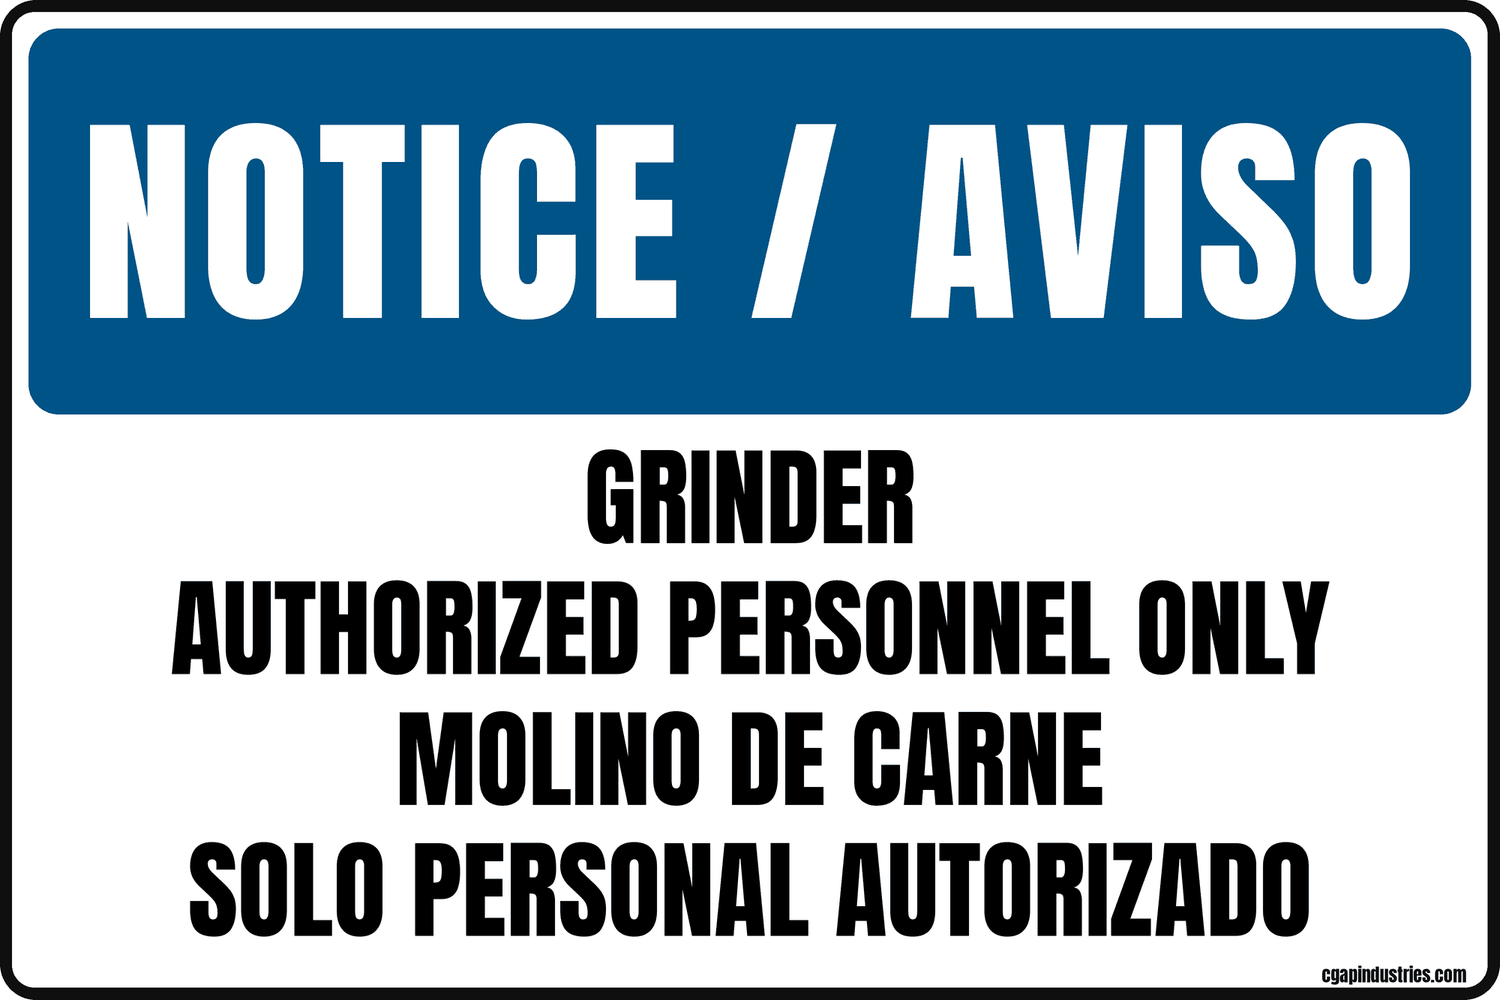 NOTICE / AVISO
GRINDER
AUTHORIZED PERSONNEL ONLY
MOLINO DE CARNE
SOLO PERSONAL AUTORIZADO
cgapindustries.com